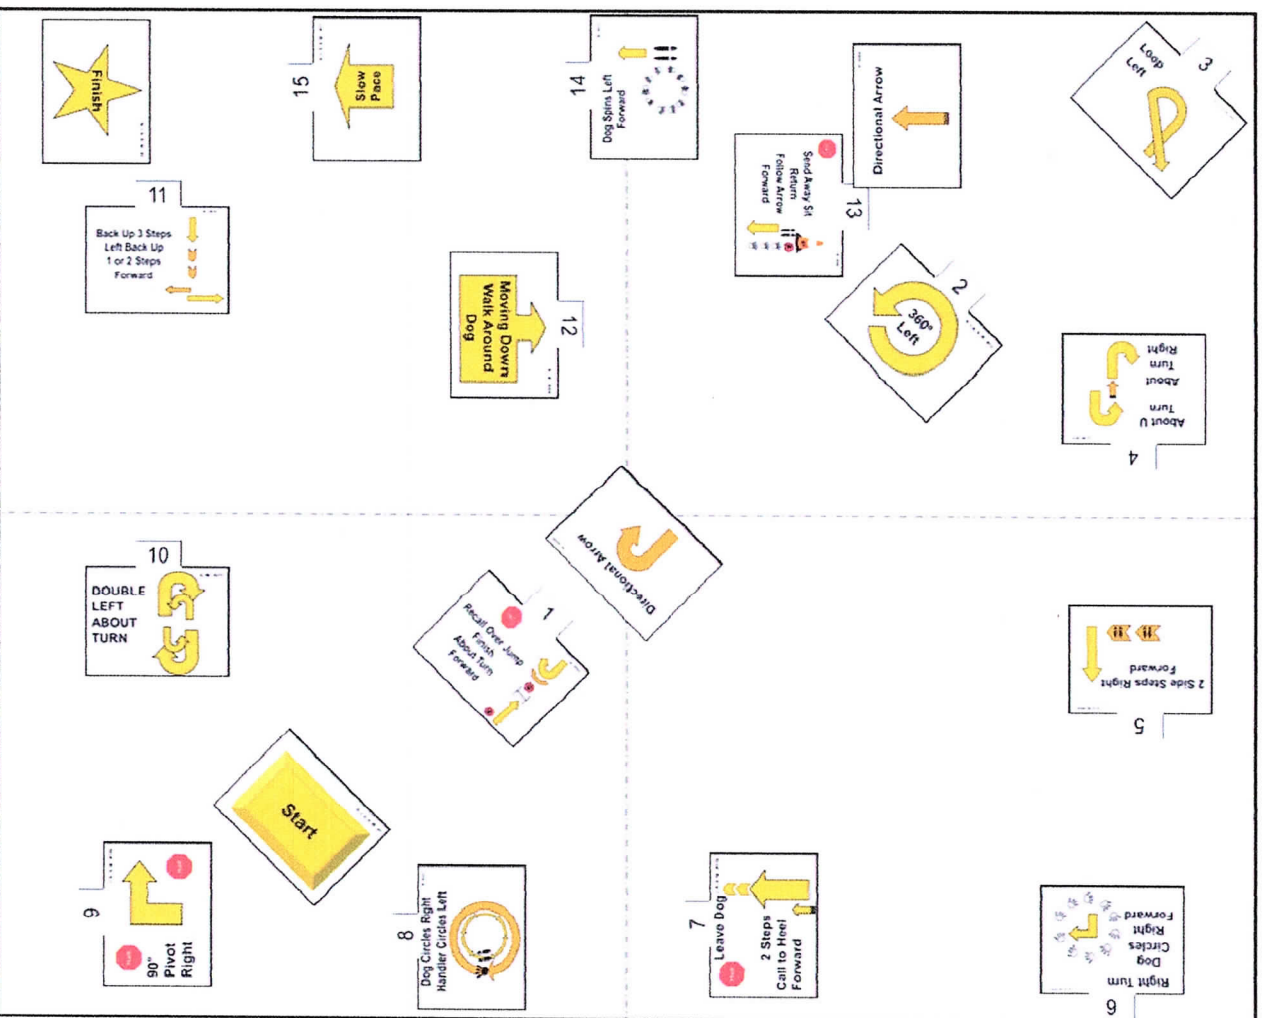 Start
1
Recall Over Jump
Finish
About Turn
Forward
Directional Arrow
2
360°
Left
3
Loop
Left
4
About U
Turn
About
Turn
Right
5
2 Side Steps Right
Forward
6
Right Turn
Dog
Circles
Right
Forward
7
Leave Dog
2 Steps
Call to Heel
Forward
8
Dog Circles Right
Handler Circles Left
9
90°
Pivot
Right
10
DOUBLE
LEFT
ABOUT
TURN
11
Back Up 3 Steps
Left Back Up
1 or 2 Steps
Forward
12
Moving Down
Walk Around
Dog
13
Send Away Sit
Return
Follow Arrow
Forward
Directional Arrow
14
Dog Spins Left
Forward
15
Slow
Pace
Finish